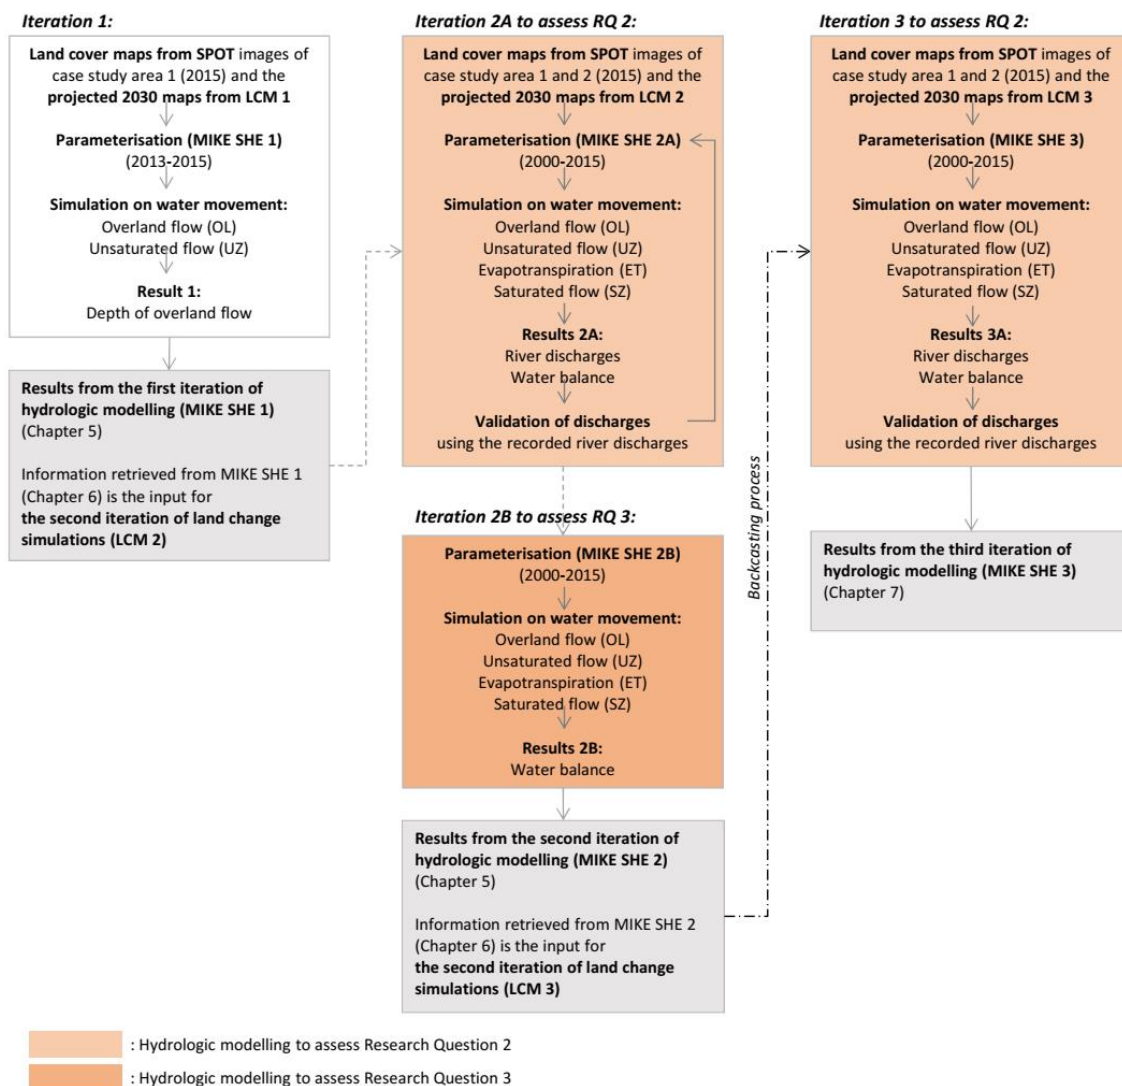 Iteration 1:
Land cover maps from SPOT images of
case study area 1 (2015) and the
projected 2030 maps from LCM 1
Parameterisation (MIKE SHE 1)
(2013-2015)
Simulation on water movement:
Overland flow (OL)
Unsaturated flow (UZ)
Result 1:
Depth of overland flow
Results from the first iteration of
hydrologic modelling (MIKE SHE 1)
(Chapter 5)
Information retrieved from MIKE SHE 1
(Chapter 6) is the input for
the second iteration of land change
simulations (LCM 2)
Iteration 2A to assess RQ 2:
Land cover maps from SPOT images of
case study area 1 and 2 (2015) and the
projected 2030 maps from LCM 2
Parameterisation (MIKE SHE 2A)
(2000-2015)
Simulation on water movement:
Overland flow (OL)
Unsaturated flow (UZ)
Evapotranspiration (ET)
Saturated flow (SZ)
Results 2A:
River discharges
Water balance
Validation of discharges
using the recorded river discharges
Iteration 2B to assess RQ 3:
Parameterisation (MIKE SHE 2B)
(2000-2015)
Simulation on water movement:
Overland flow (OL)
Unsaturated flow (UZ)
Evapotranspiration (ET)
Saturated flow (SZ)
Results 2B:
Water balance
Results from the second iteration of
hydrologic modelling (MIKE SHE 2)
(Chapter 5)
Information retrieved from MIKE SHE 2
(Chapter 6) is the input for
the second iteration of land change
simulations (LCM 3)
Backcasting process
Iteration 3 to assess RQ 2:
Land cover maps from SPOT images of
case study area 1 and 2 (2015) and the
projected 2030 maps from LCM 3
Parameterisation (MIKE SHE 3)
(2000-2015)
Simulation on water movement:
Overland flow (OL)
Unsaturated flow (UZ)
Evapotranspiration (ET)
Saturated flow (SZ)
Results 3A:
River discharges
Water balance
Validation of discharges
using the recorded river discharges
Results from the third iteration of
hydrologic modelling (MIKE SHE 3)
(Chapter 7)
: Hydrologic modelling to assess Research Question 2
: Hydrologic modelling to assess Research Question 3